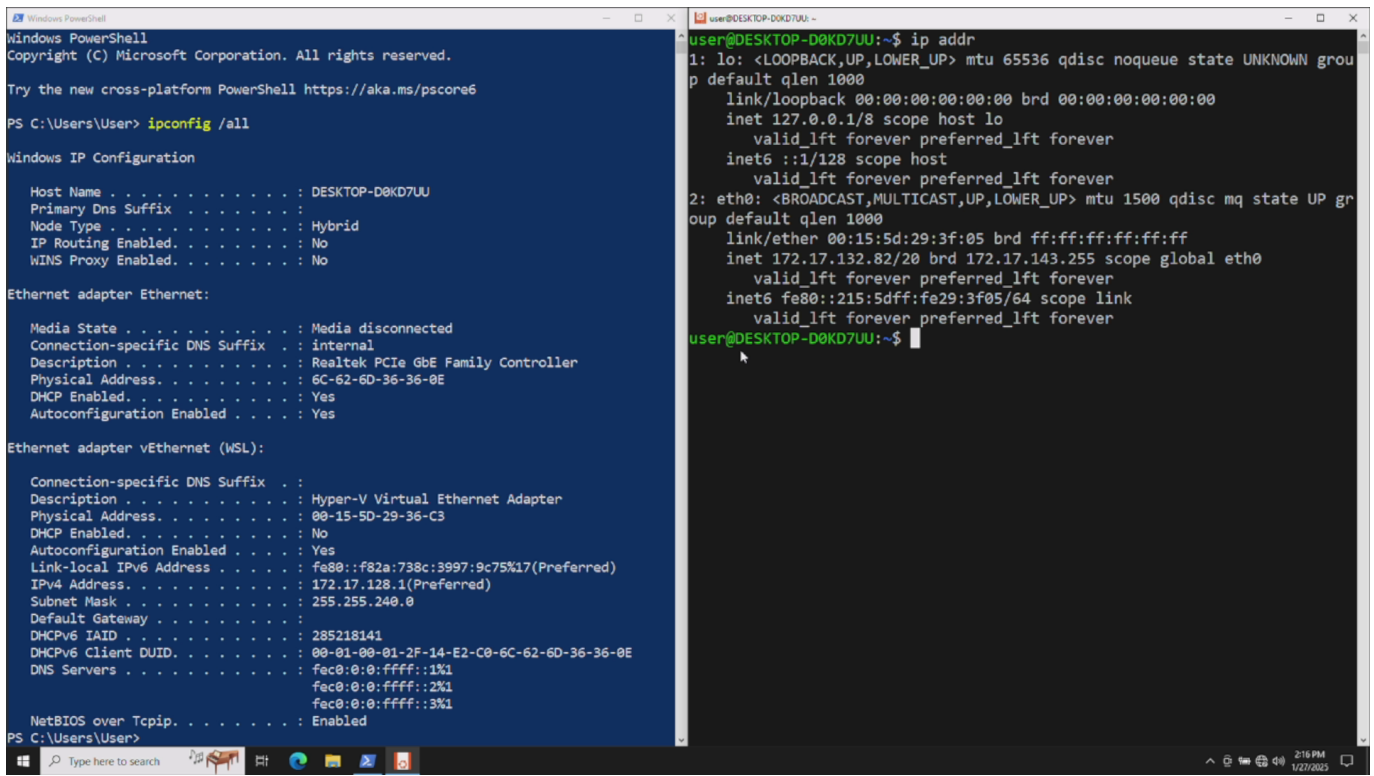 Windows PowerShell
Windows PowerShell
Copyright (C) Microsoft Corporation. All rights reserved.
Try the new cross-platform PowerShell https://aka.ms/pscore6
PS C:\Users\User> ipconfig /all
Windows IP Configuration
Host Name . . . . . . . . . . . . : DESKTOP-D0KD7UU
Primary Dns Suffix . . . . . . . :
Node Type . . . . . . . . . . . . : Hybrid
IP Routing Enabled. . . . . . . . : No
WINS Proxy Enabled. . . . . . . . : No
Ethernet adapter Ethernet:
Media State . . . . . . . . . . . : Media disconnected
Connection-specific DNS Suffix . : internal
Description . . . . . . . . . . . : Realtek PCIe GbE Family Controller
Physical Address. . . . . . . . . : 6C-62-6D-36-36-0E
DHCP Enabled. . . . . . . . . . . : Yes
Autoconfiguration Enabled . . . . : Yes
Ethernet adapter vEthernet (WSL):
Connection-specific DNS Suffix . :
Description . . . . . . . . . . . : Hyper-V Virtual Ethernet Adapter
Physical Address. . . . . . . . . : 00-15-5D-29-36-C3
DHCP Enabled. . . . . . . . . . . : No
Autoconfiguration Enabled . . . . : Yes
Link-local IPv6 Address . . . . . : fe80::f82a:738c:3997:9c75%17(Preferred)
IPv4 Address. . . . . . . . . . . : 172.17.128.1(Preferred)
Subnet Mask . . . . . . . . . . . : 255.255.240.0
Default Gateway . . . . . . . . . :
DHCPv6 IAID . . . . . . . . . . . : 285218141
DHCPv6 Client DUID. . . . . . . . : 00-01-00-01-2F-14-E2-C0-6C-62-6D-36-36-0E
DNS Servers . . . . . . . . . . . : fec0:0:0:ffff::1%1
fec0:0:0:ffff::2%1
fec0:0:0:ffff::3%1
NetBIOS over Tcpip. . . . . . . . : Enabled
PS C:\Users\User>
user@DESKTOP-D0KD7UU: ~
user@DESKTOP-D0KD7UU:~$ ip addr
1: lo: <LOOPBACK,UP,LOWER_UP> mtu 65536 qdisc noqueue state UNKNOWN grou
p default qlen 1000
link/loopback 00:00:00:00:00:00 brd 00:00:00:00:00:00
inet 127.0.0.1/8 scope host lo
valid_lft forever preferred_lft forever
inet6 ::1/128 scope host
valid_lft forever preferred_lft forever
2: eth0: <BROADCAST,MULTICAST,UP,LOWER_UP> mtu 1500 qdisc mq state UP gr
oup default qlen 1000
link/ether 00:15:5d:29:3f:05 brd ff:ff:ff:ff:ff:ff
inet 172.17.132.82/20 brd 172.17.143.255 scope global eth0
valid_lft forever preferred_lft forever
inet6 fe80::215:5dff:fe29:3f05/64 scope link
valid_lft forever preferred_lft forever
user@DESKTOP-D0KD7UU:~$
Type here to search
2:16 PM
1/27/2025